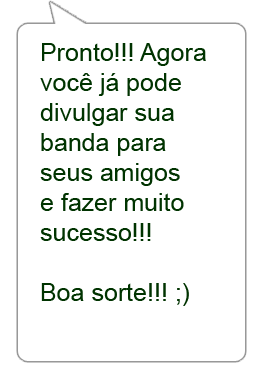 Pronto!!! Agora
você já pode
divulgar sua
banda para
seus amigos
e fazer muito
sucesso!!!
Boa sorte!!! ;)